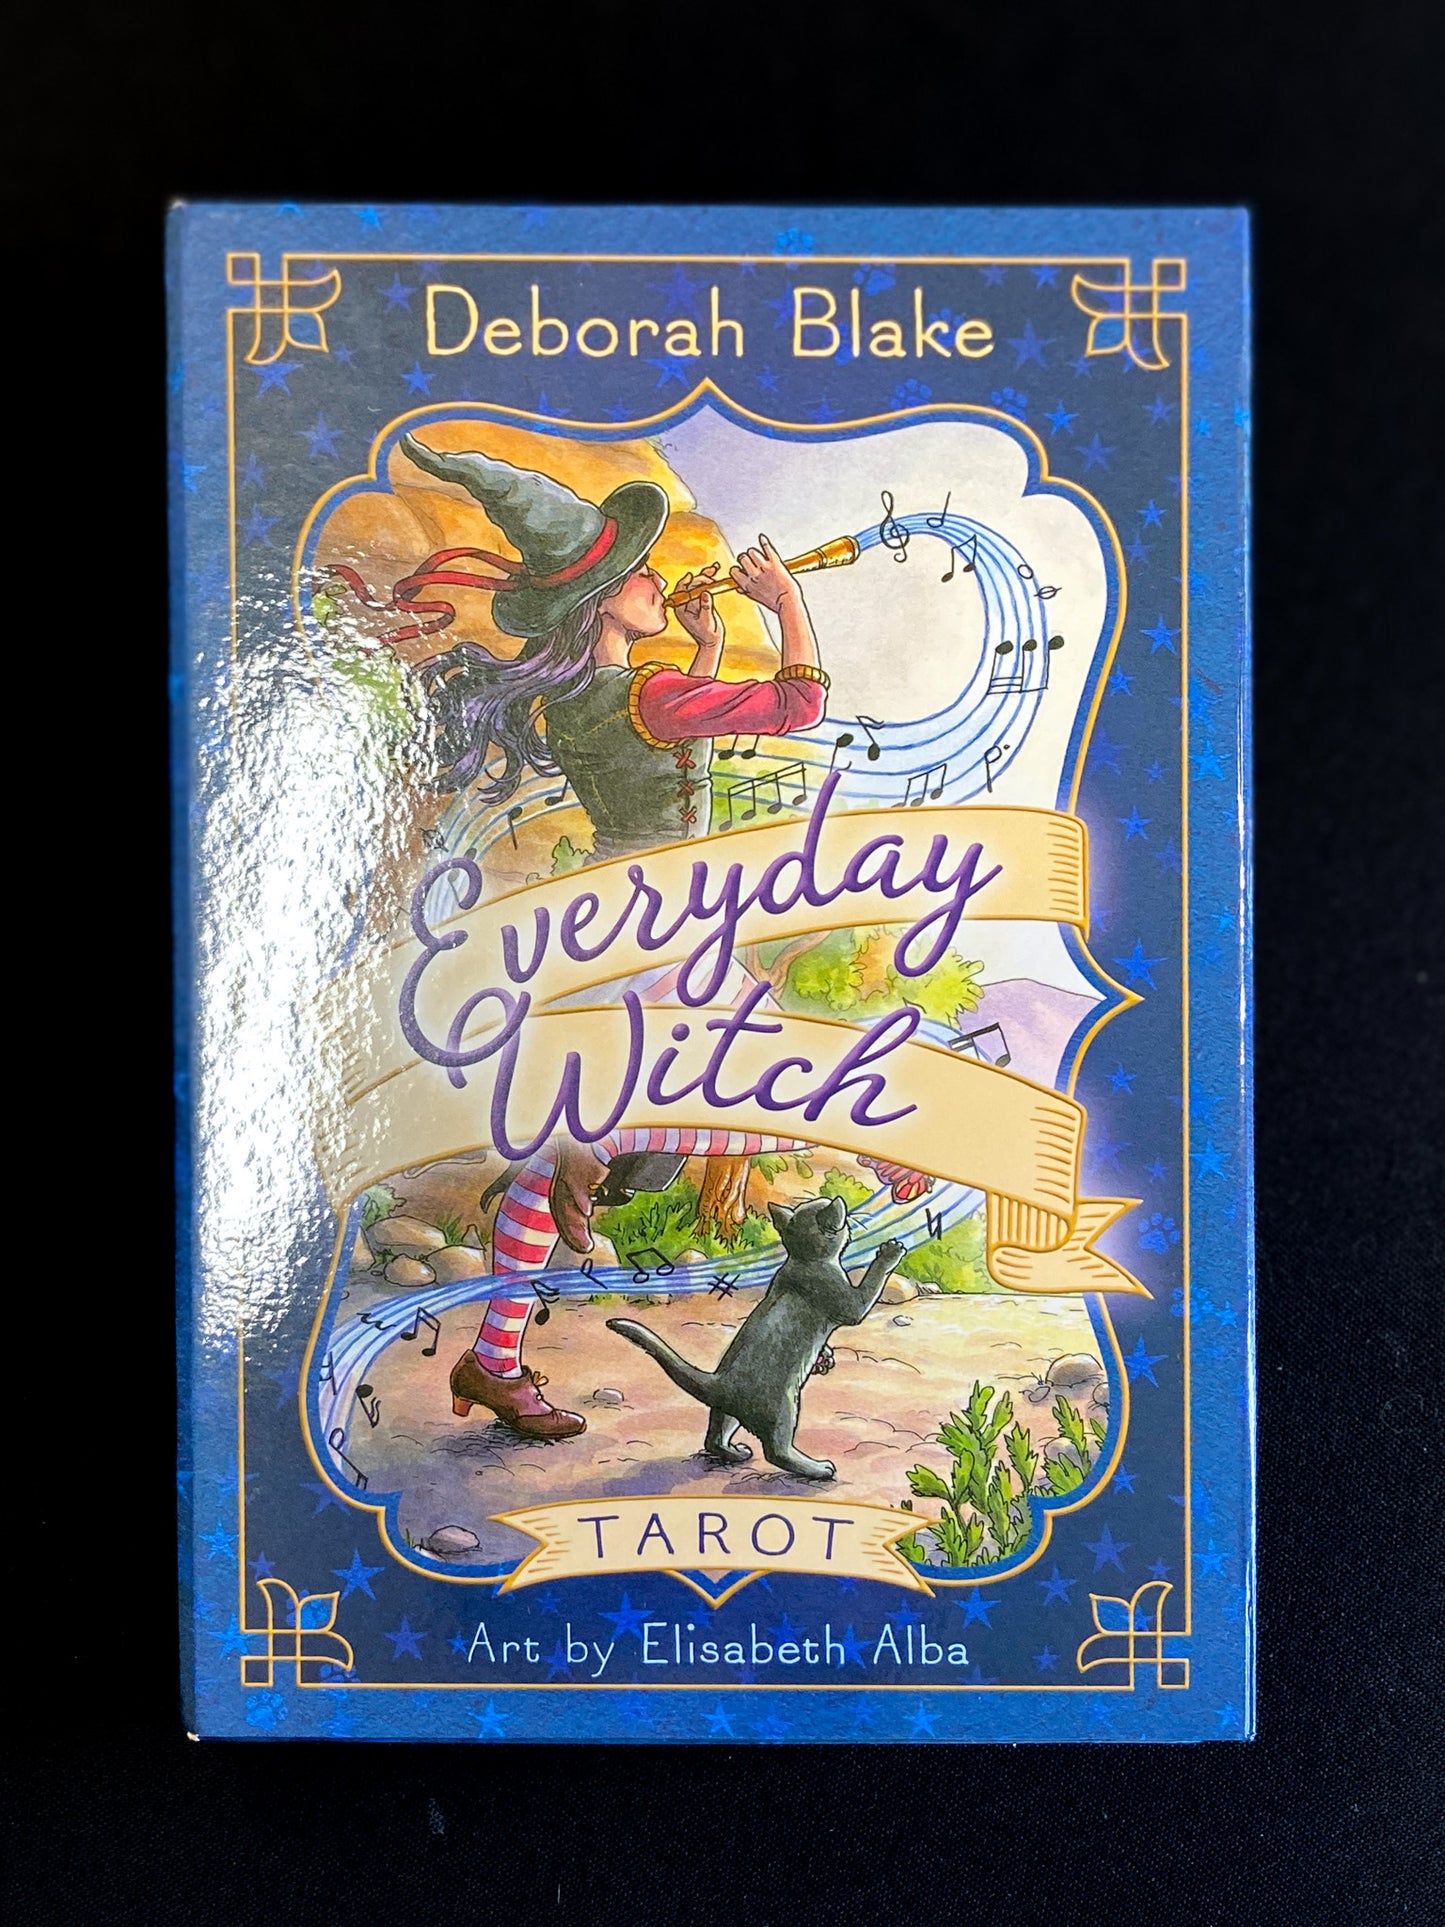 Deborah Blake
Everyday
Witch
TAROT
Art by Elisabeth Alba